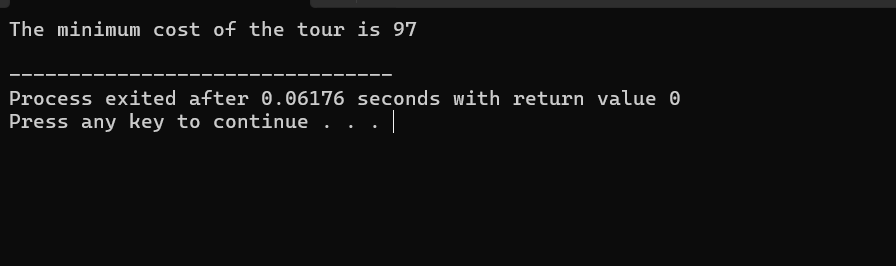 The minimum cost of the tour is 97
--------------------------------
Process exited after 0.06176 seconds with return value 0
Press any key to continue . . .